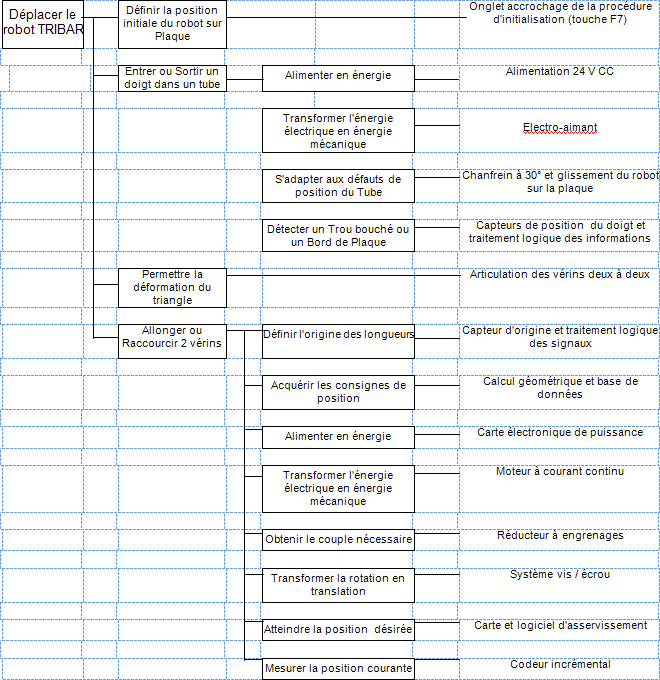 Déplacer le
robot TRIBAR
Définir la position
initiale du robot sur
Plaque
Onglet accrochage de la procédure
d'initialisation (touche F7)
Entrer ou Sortir un
doigt dans un tube
Alimenter en énergie
Alimentation 24 V CC
Transformer l'énergie
électrique en énergie
mécanique
Electro-aimant
S'adapter aux défauts de
position du Tube
Chanfrein à 30° et glissement du robot
sur la plaque
Détecter un Trou bouché ou
un Bord de Plaque
Capteurs de position du doigt et
traitement logique des informations
Permettre la
déformation du
triangle
Articulation des vérins deux à deux
Allonger ou
Raccourcir 2 vérins
Définir l'origine des longueurs
Capteur d'origine et traitement logique
des signaux
Acquérir les consignes de
position
Calcul géométrique et base de
données
Alimenter en énergie
Carte électronique de puissance
Transformer l'énergie
électrique en énergie
mécanique
Moteur à courant continu
Obtenir le couple nécessaire
Réducteur à engrenages
Transformer la rotation en
translation
Système vis / écrou
Atteindre la position désirée
Carte et logiciel d'asservissement
Mesurer la position courante
Codeur incrémental